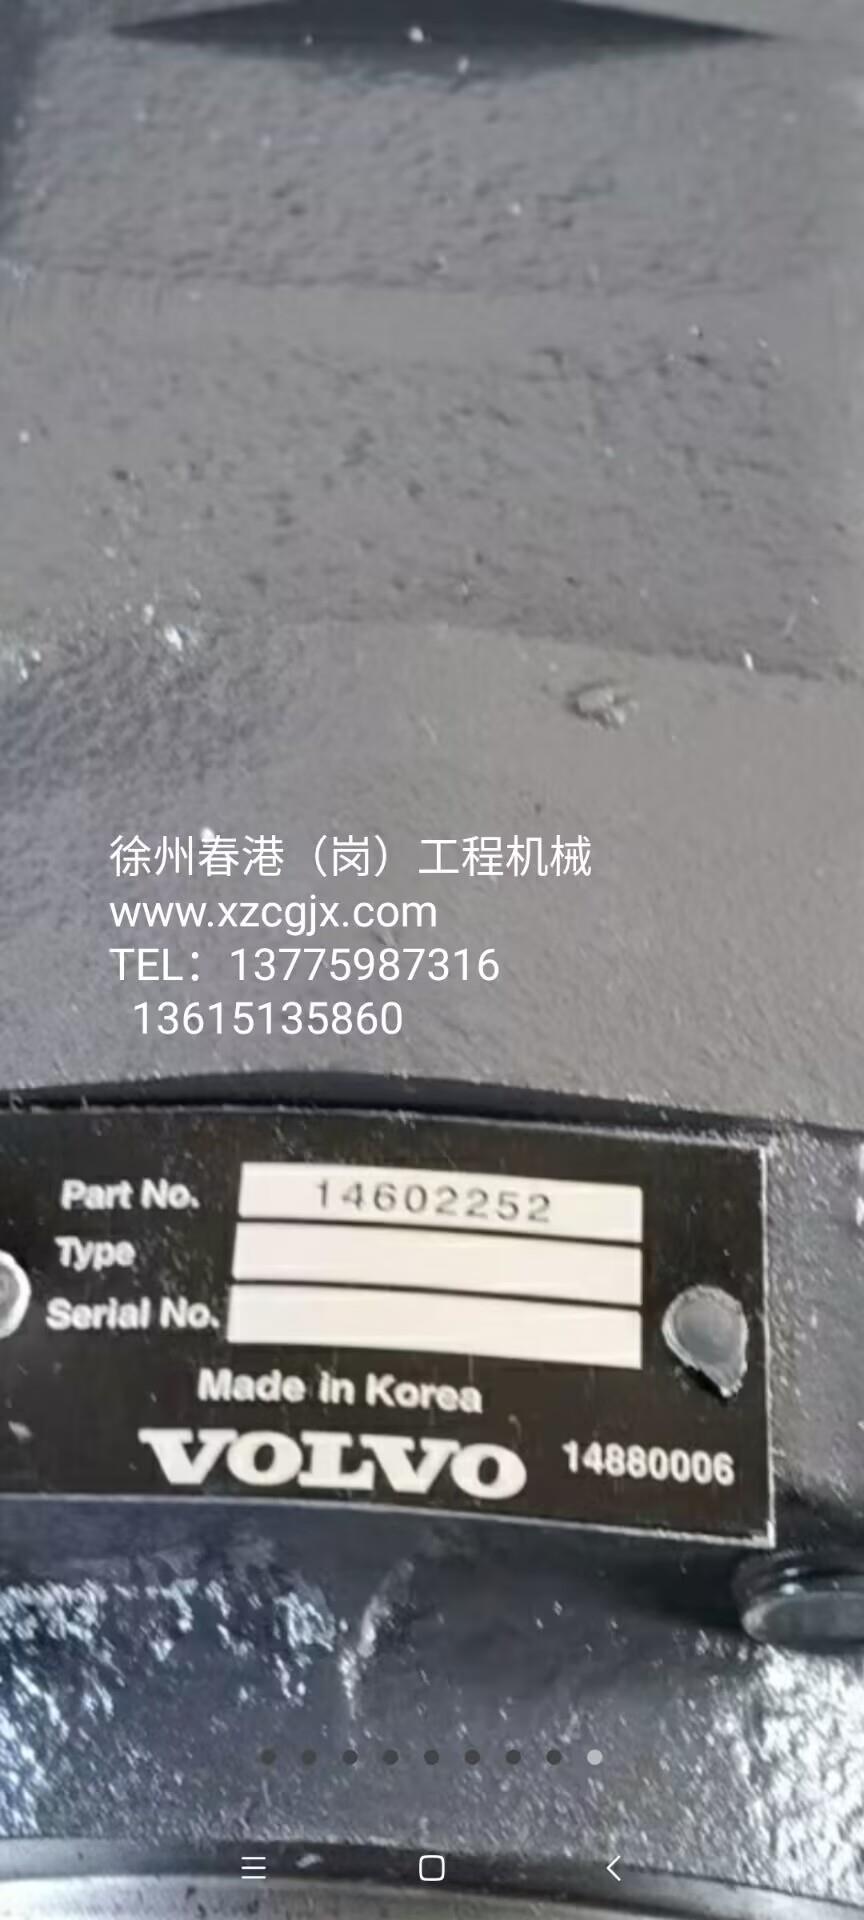 徐州春港（岗）工程机械
www.xzcgjx.com
TEL：13775987316
13615135860
Part No. 14602252
Type
Serial No.
Made in Korea
VOLVO 14880006